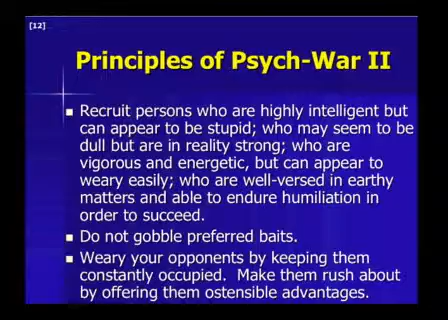 [12]
Principles of Psych-War II
Recruit persons who are highly intelligent but
can appear to be stupid; who may seem to be
dull but are in reality strong; who are
vigorous and energetic, but can appear to
weary easily; who are well-versed in earthy
matters and able to endure humiliation in
order to succeed.
Do not gobble preferred baits.
Weary your opponents by keeping them
constantly occupied.  Make them rush about
by offering them ostensible advantages.